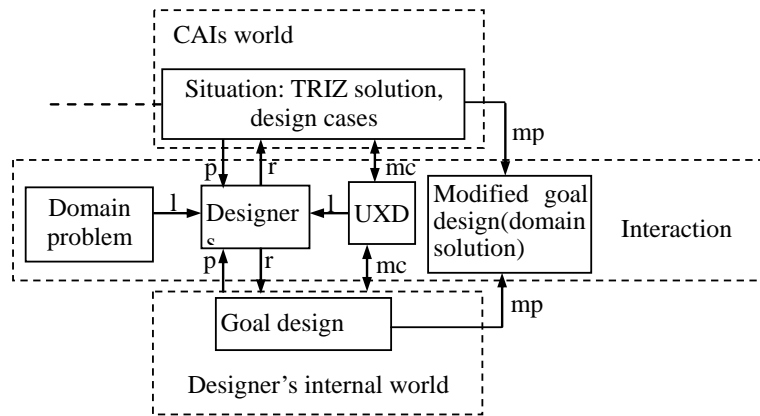 CAIs world
Situation: TRIZ solution,
design cases
mp
p
r
mc
Domain
problem
l
Designer
s
l
UXD
Modified goal
design(domain
solution)
Interaction
p
r
mc
Goal design
mp
Designer's internal world